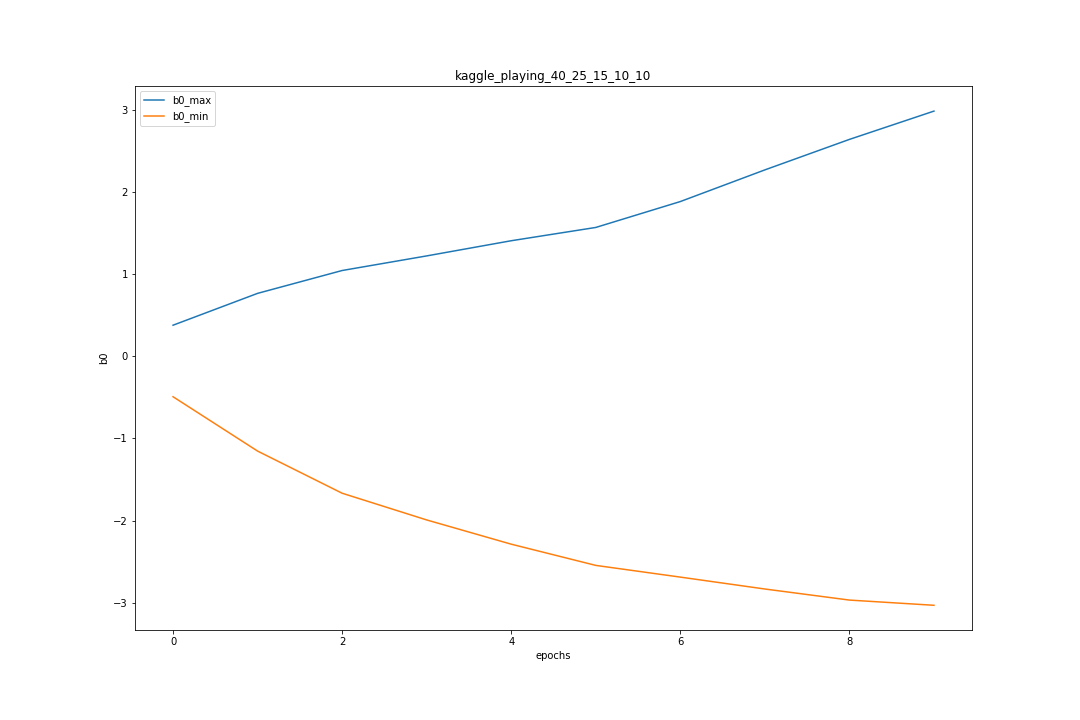 kaggle_playing_40_25_15_10_10
b0_max
b0_min
3
2
1
0
−1
−2
−3
b0
0 2 4 6 8
epochs